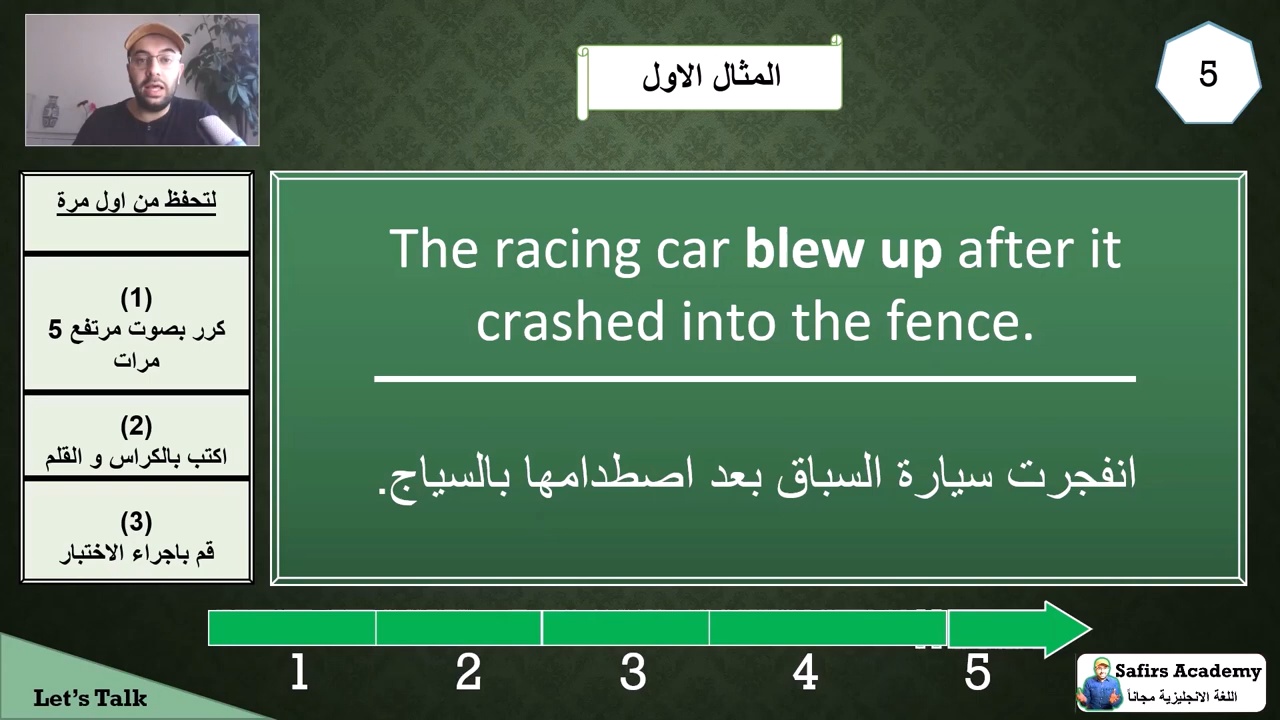 المثال الاول
5
لتحفظ من اول مرة
(1)
كرر بصوت مرتفع 5
مرات
(2)
اكتب بالكراس و القلم
(3)
قم باجراء الاختبار
The racing car blew up after it
crashed into the fence.
انفجرت سيارة السباق بعد اصطدامها بالسياج.
1 2 3 4 5
Let's Talk
Safirs Academy
اللغة الانجليزية مجاناً